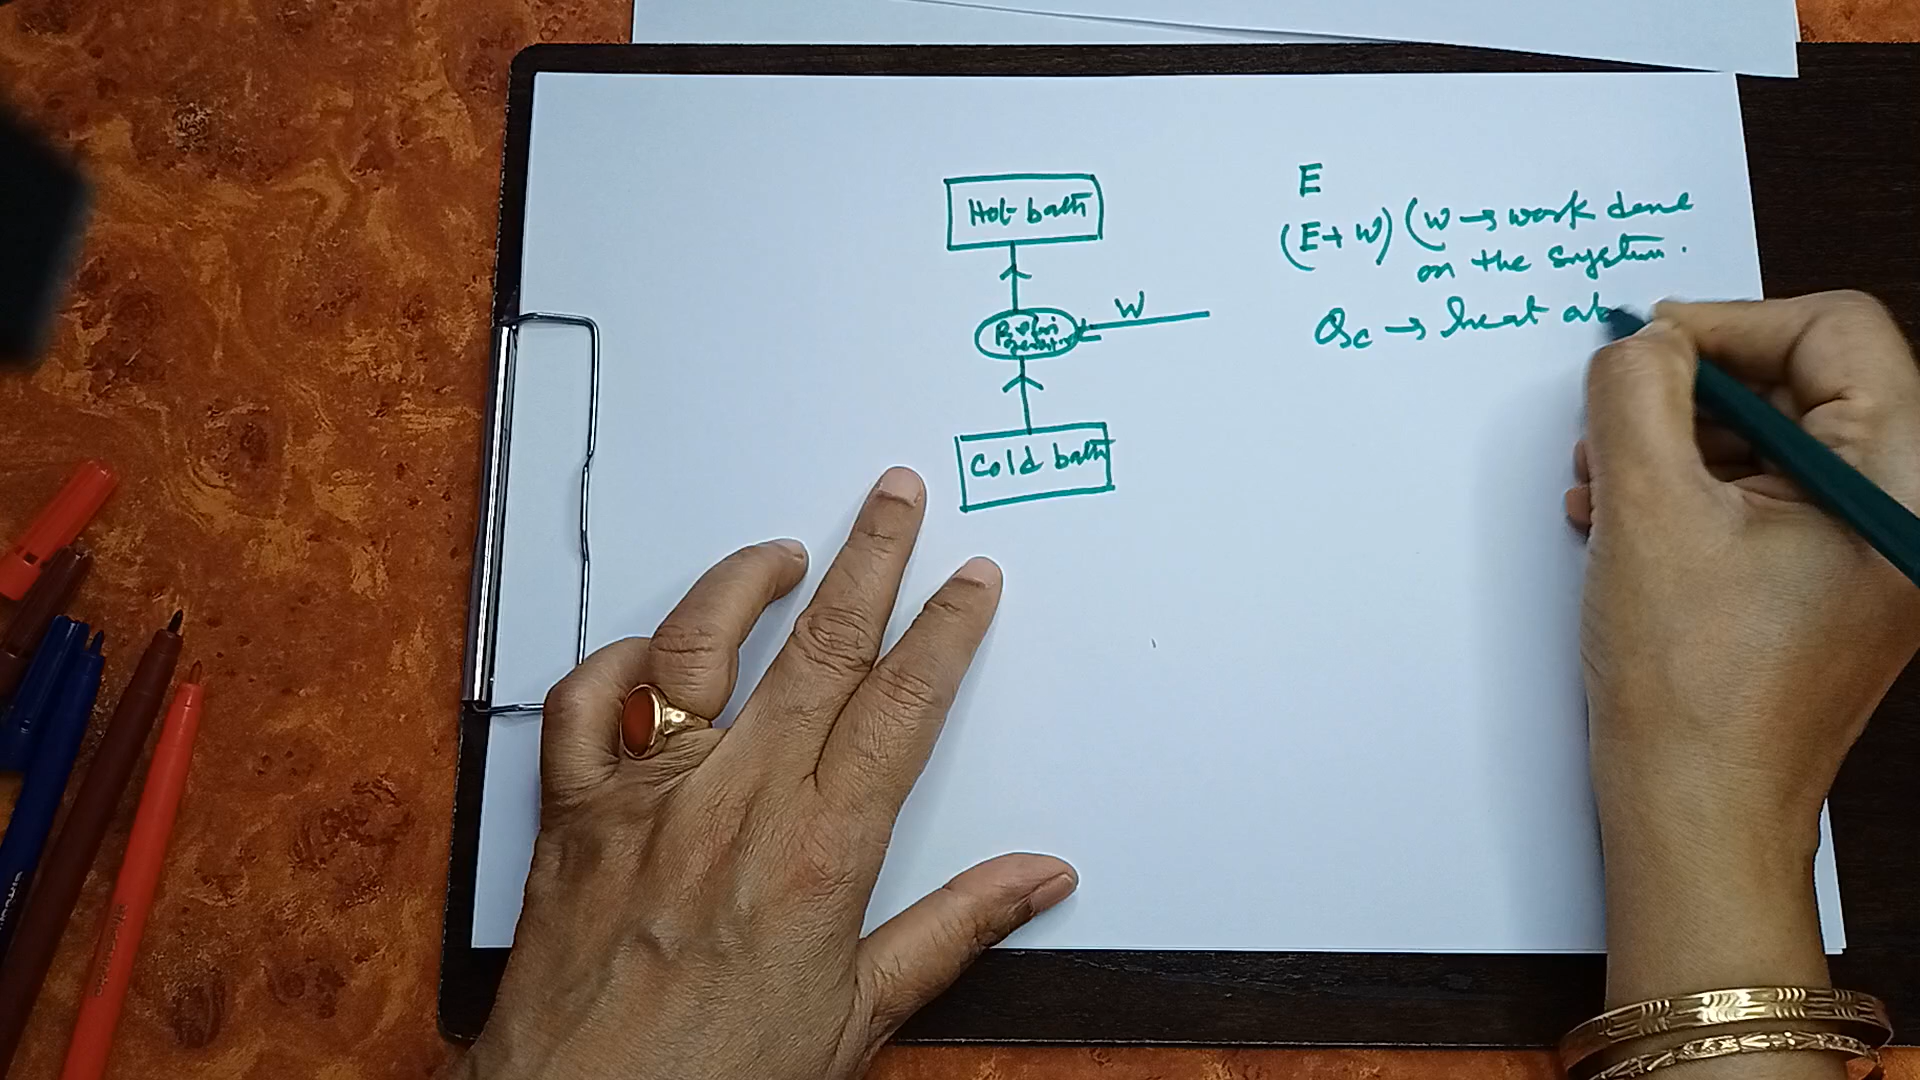 Hot bath
W
Cold bath
E
(E+W) (W → work done
on the system.
Qc → heat ab